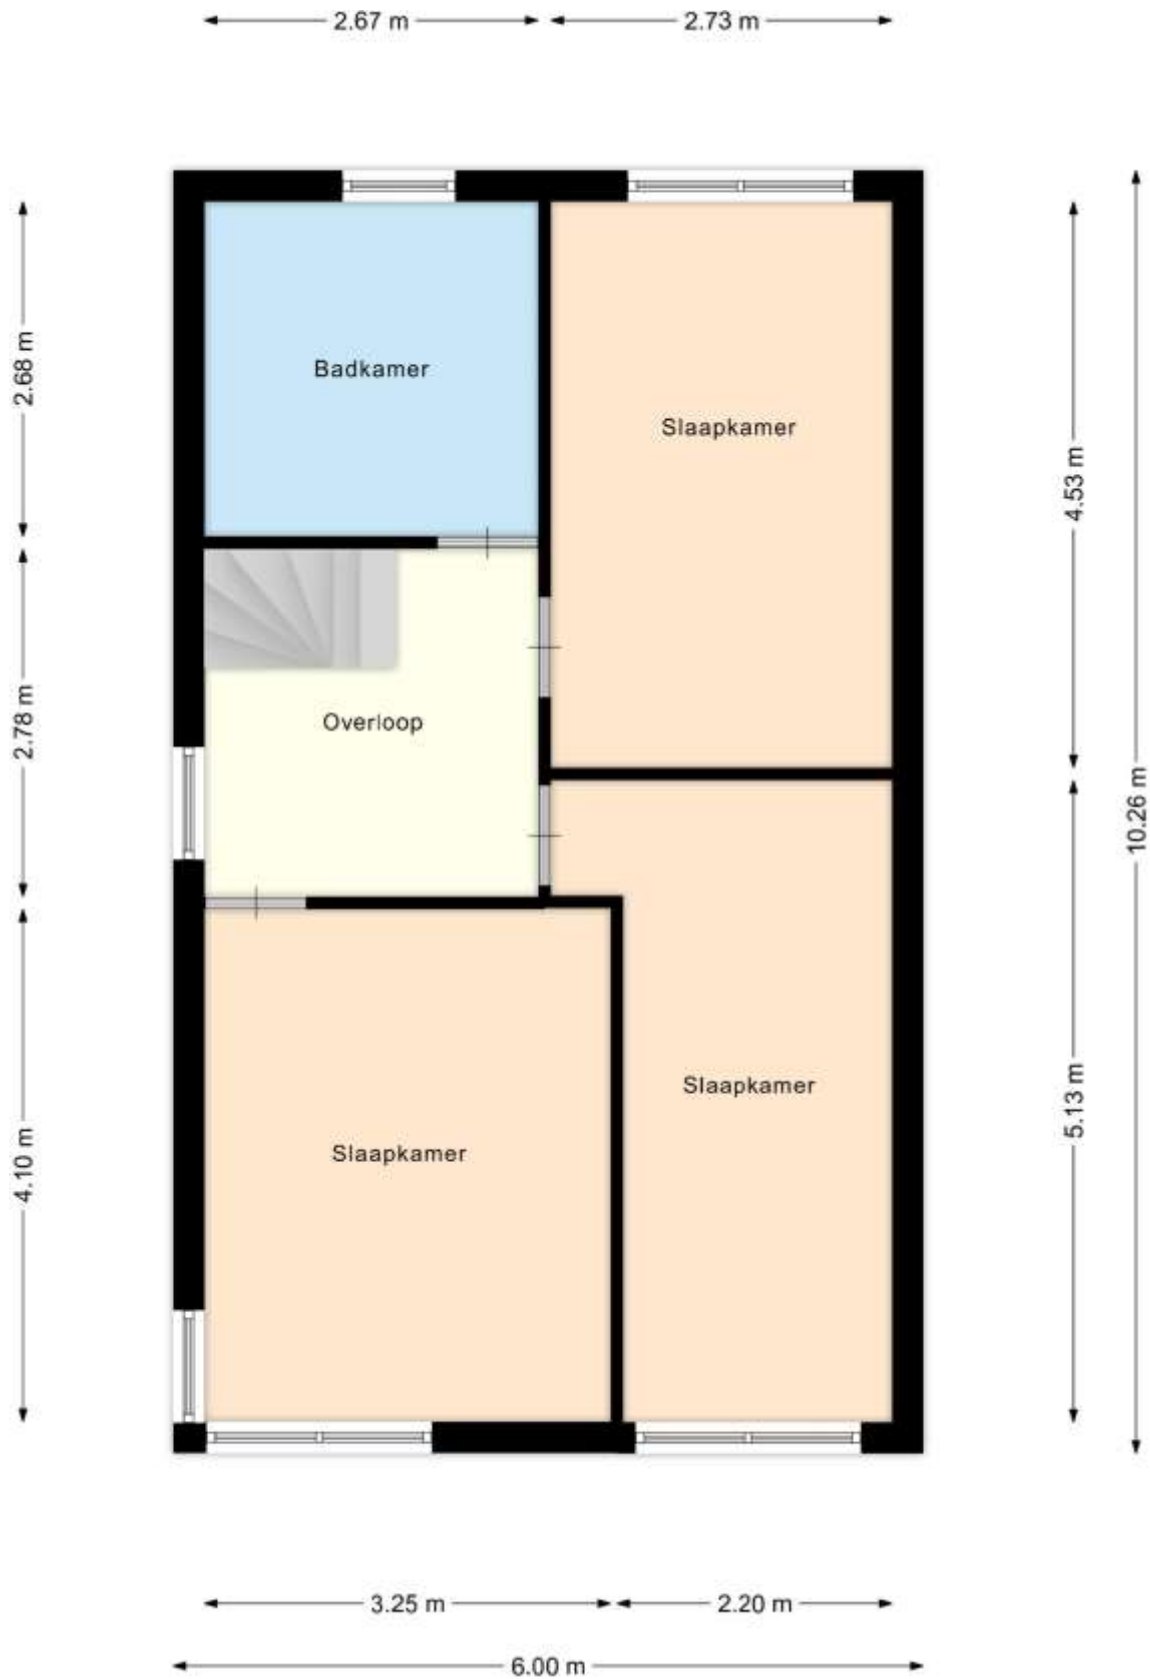 2.67 m
2.73 m
2.68 m
Badkamer
Slaapkamer
4.53 m
2.78 m
Overloop
10.26 m
4.10 m
Slaapkamer
Slaapkamer
5.13 m
3.25 m
2.20 m
6.00 m